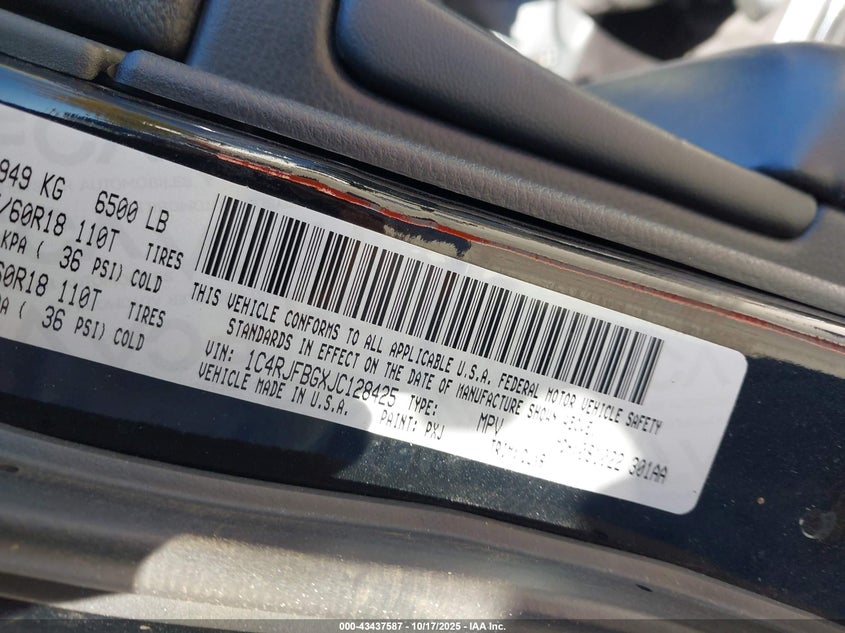 949 KG 6500 LB
/60R18 110T TIRES
KPA ( 36 PSI) COLD
60R18 110T TIRES
PA ( 36 PSI) COLD
THIS VEHICLE CONFORMS TO ALL APPLICABLE U.S.A. FEDERAL MOTOR VEHICLE SAFETY
STANDARDS IN EFFECT ON THE DATE OF MANUFACTURE SHOWN
VIN: 1C4RJFBGXJC128425 TYPE: MPV
VEHICLE MADE IN U.S.A. PAINT: PXJ
301AA
000-43437587 | 10/17/2025 | IAA Inc.